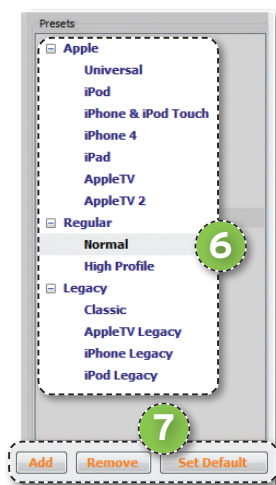 Presets
Apple
Universal
iPod
iPhone & iPod Touch
iPhone 4
iPad
AppleTV
AppleTV 2
Regular
Normal
6
High Profile
Legacy
Classic
AppleTV Legacy
iPhone Legacy
iPod Legacy
7
Add Remove Set Default